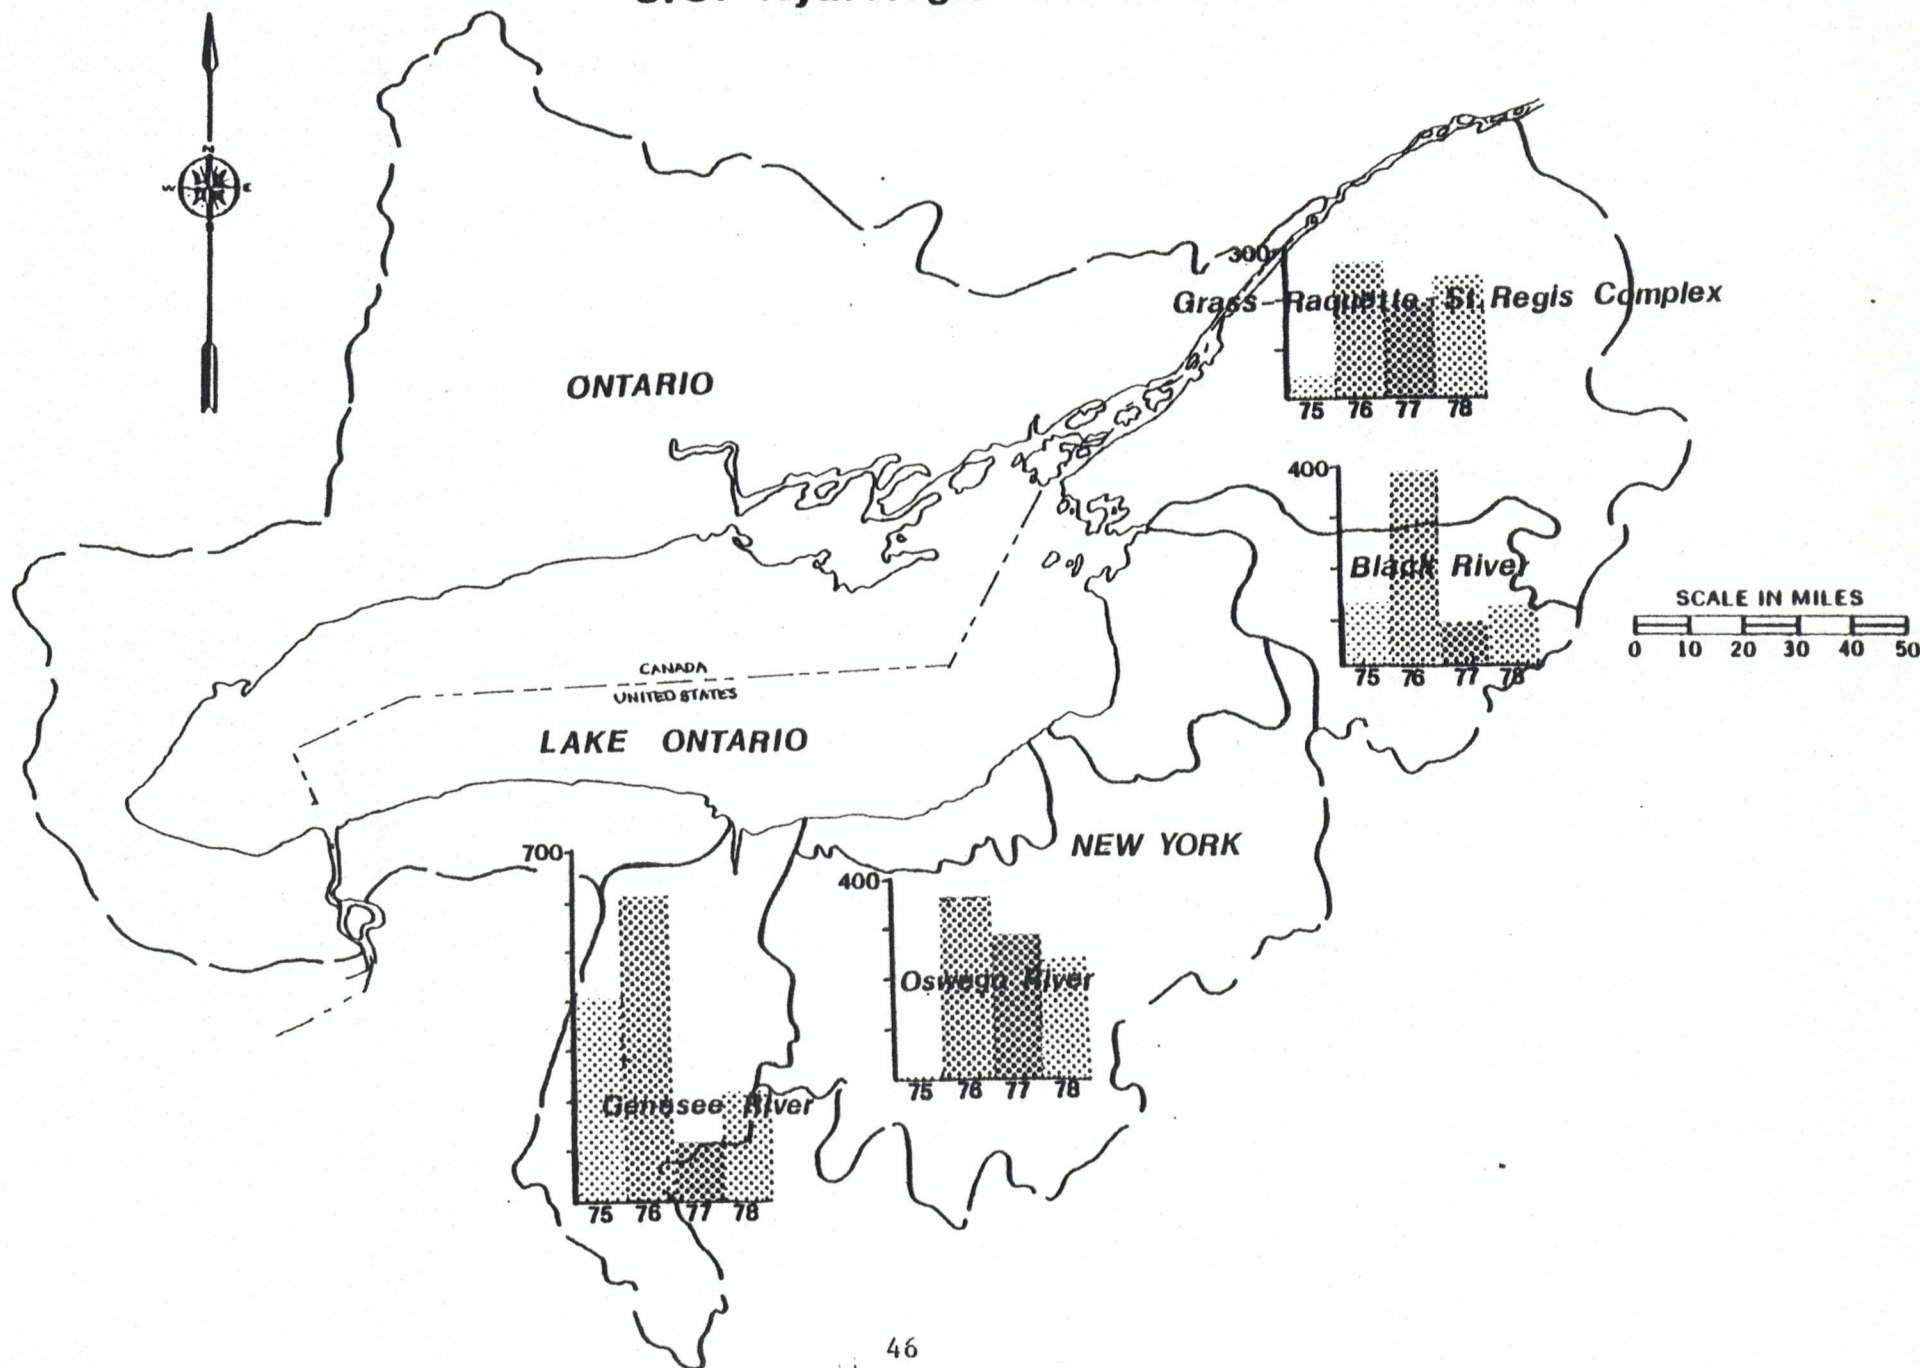 N
W E
S
300
Grass-Raquette-St. Regis Complex
75 76 77 78
ONTARIO
400
Black River
75 76 77 78
SCALE IN MILES
0 10 20 30 40 50
CANADA
UNITED STATES
LAKE ONTARIO
NEW YORK
700
Genesee River
75 76 77 78
400
Oswego River
75 76 77 78
46